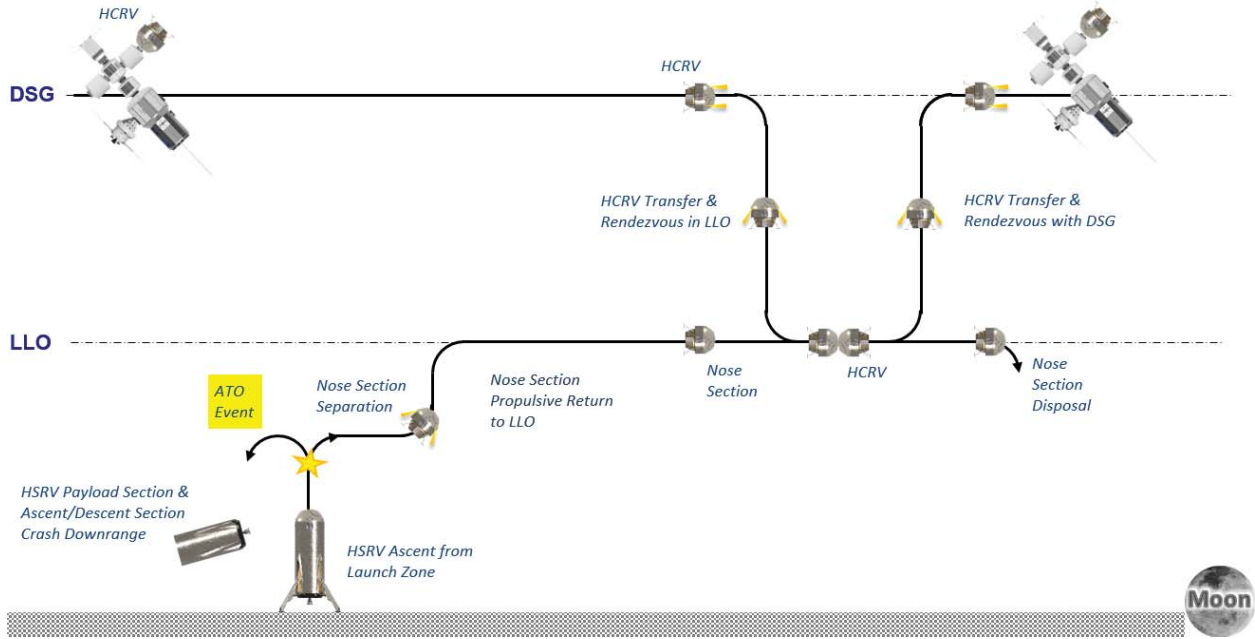 HCRV
HCRV
DSG
HCRV Transfer &
Rendezvous in LLO
HCRV Transfer &
Rendezvous with DSG
LLO
ATO
Event
Nose Section
Separation
Nose Section
Propulsive Return
to LLO
Nose
Section
HCRV
Nose
Section
Disposal
HSRV Payload Section &
Ascent/Descent Section
Crash Downrange
HSRV Ascent from
Launch Zone
Moon